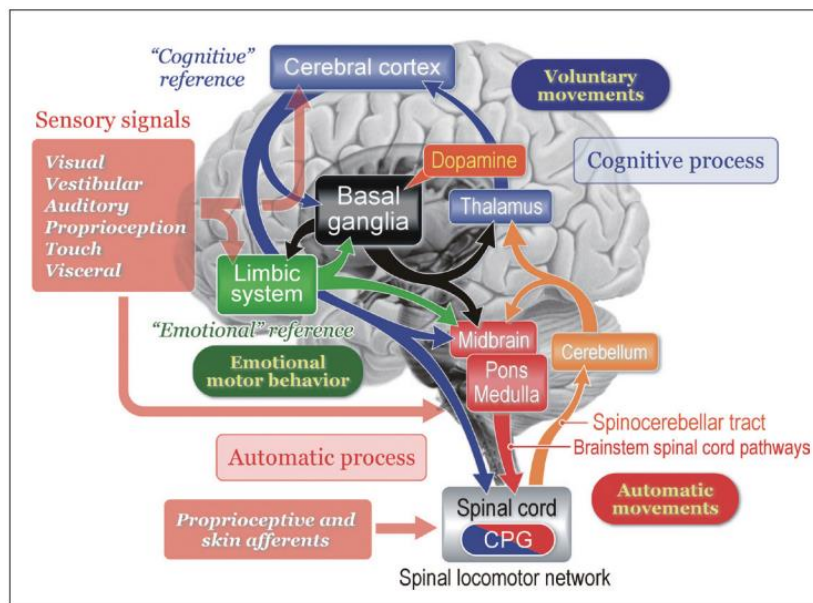 “Cognitive”
reference
Cerebral cortex
Voluntary
movements
Sensory signals
Visual
Vestibular
Auditory
Proprioception
Touch
Visceral
Cognitive process
Dopamine
Basal
ganglia
Thalamus
Limbic
system
“Emotional” reference
Emotional
motor behavior
Midbrain
Pons
Medulla
Cerebellum
Spinocerebellar tract
Brainstem spinal cord pathways
Automatic process
Automatic
movements
Proprioceptive and
skin afferents
Spinal cord
CPG
Spinal locomotor network